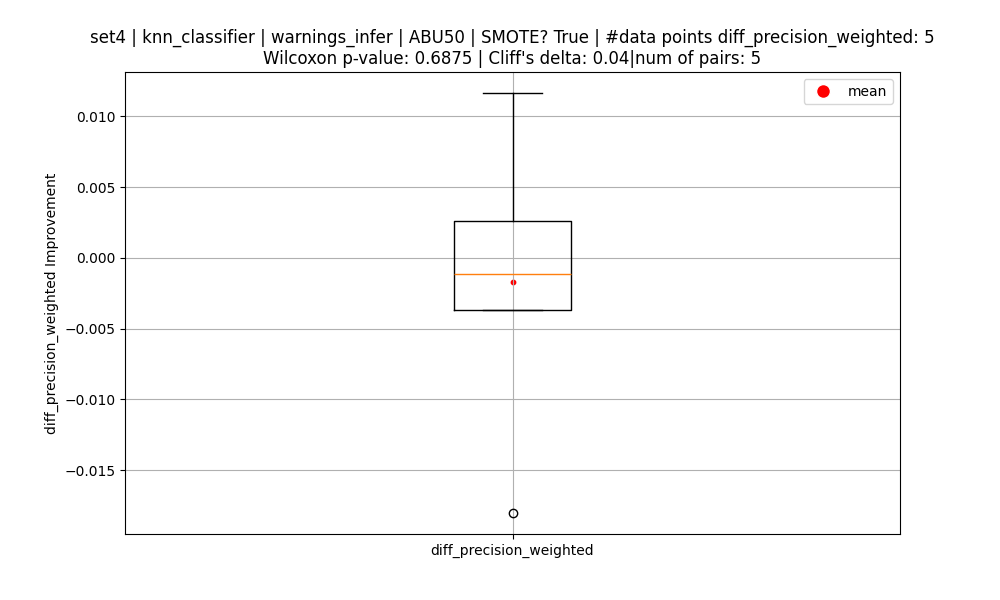 set4 | knn_classifier | warnings_infer | ABU50 | SMOTE? True | #data points diff_precision_weighted: 5
Wilcoxon p-value: 0.6875 | Cliff's delta: 0.04|num of pairs: 5
mean
0.010
0.005
0.000
−0.005
−0.010
−0.015
diff_precision_weighted Improvement
diff_precision_weighted